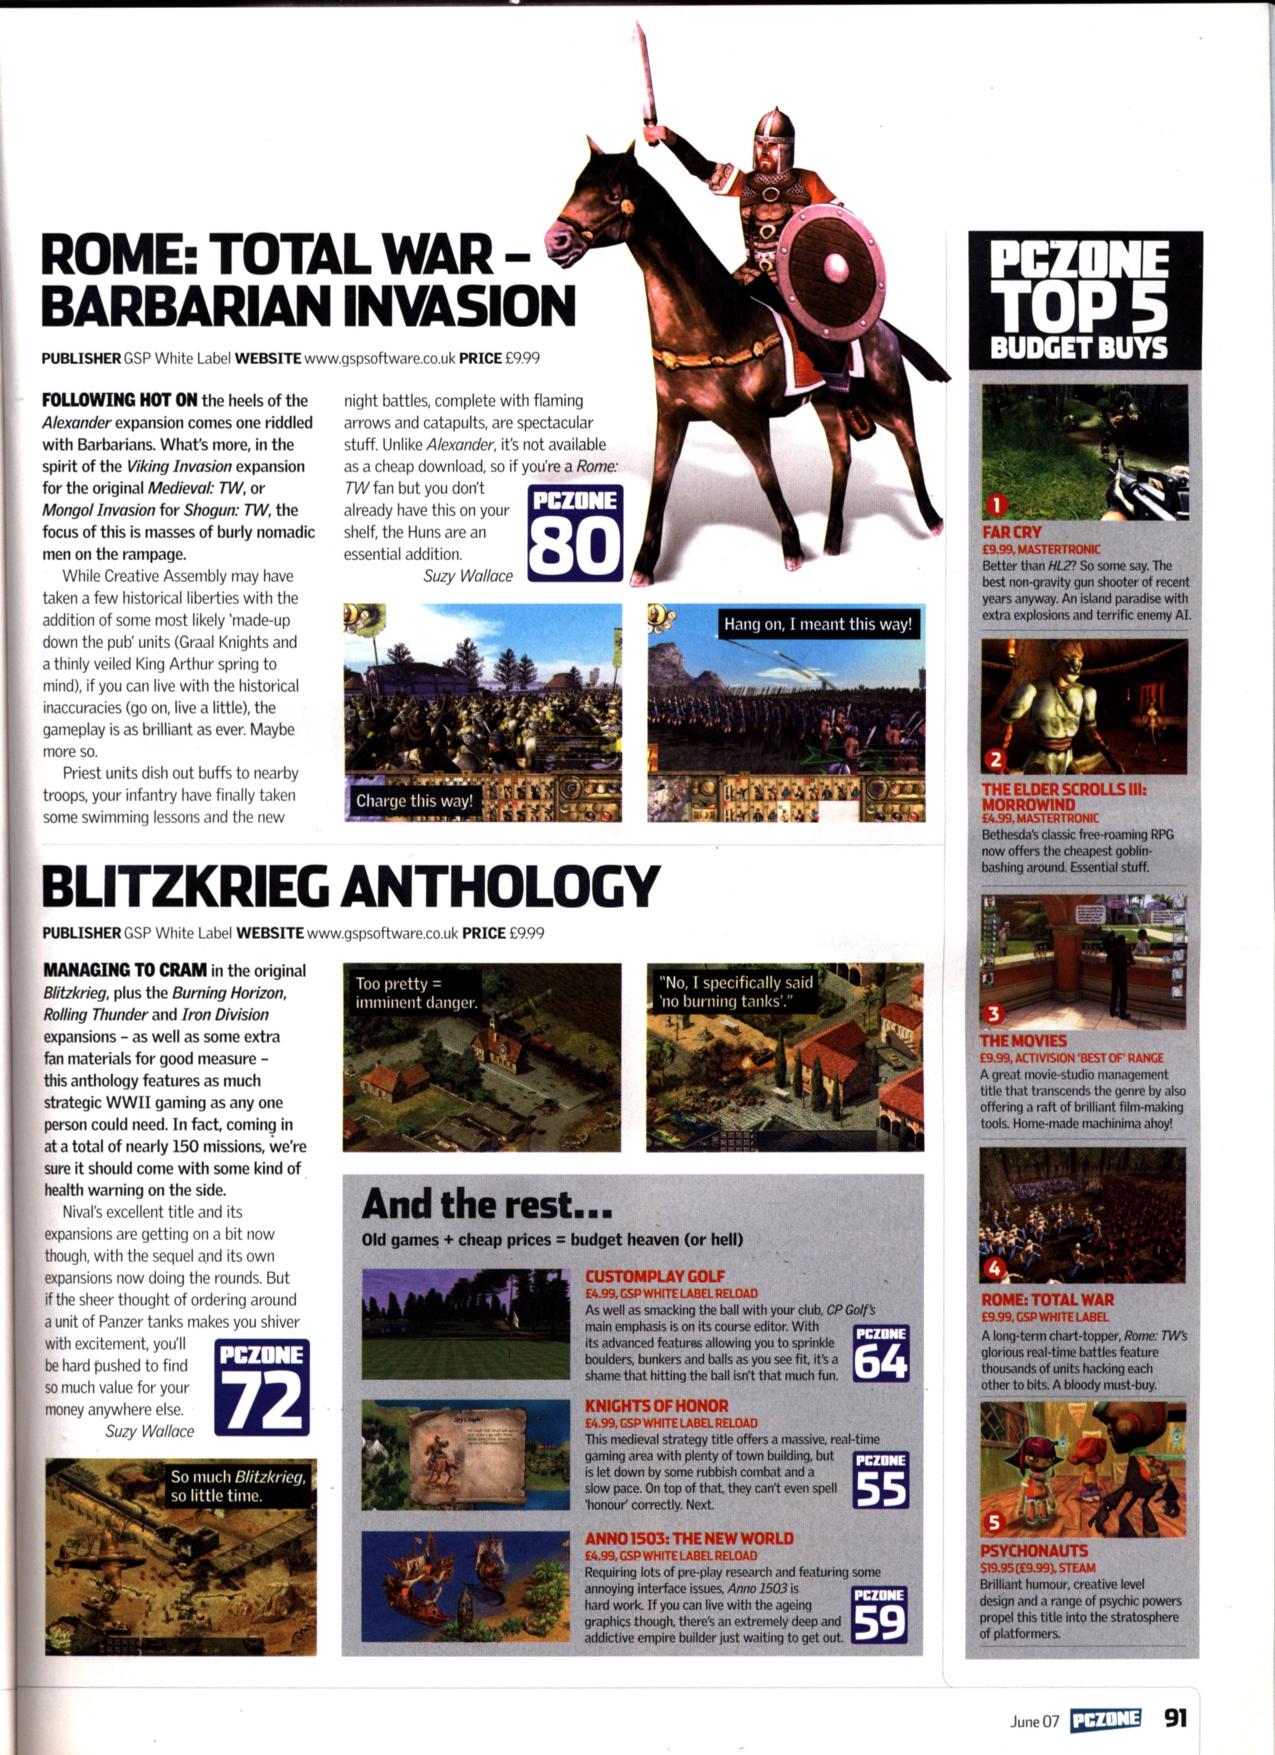 ROME: TOTAL WAR –
BARBARIAN INVASION
PUBLISHER GSP White Label WEBSITE www.gspsoftware.co.uk PRICE £9.99
FOLLOWING HOT ON the heels of the
Alexander expansion comes one riddled
with Barbarians. What's more, in the
spirit of the Viking Invasion expansion
for the original Medieval: TW, or
Mongol Invasion for Shogun: TW, the
focus of this is masses of burly nomadic
men on the rampage.
While Creative Assembly may have
taken a few historical liberties with the
addition of some most likely 'made-up
down the pub' units (Graal Knights and
a thinly veiled King Arthur spring to
mind), if you can live with the historical
inaccuracies (go on, live a little), the
gameplay is as brilliant as ever. Maybe
more so.
Priest units dish out buffs to nearby
troops, your infantry have finally taken
some swimming lessons and the new
night battles, complete with flaming
arrows and catapults, are spectacular
stuff. Unlike Alexander, it's not available
as a cheap download, so if you're a Rome:
TW fan but you don't
already have this on your
shelf, the Huns are an
essential addition.
Suzy Wallace
PCZONE
80
Charge this way!
Hang on, I meant this way!
BLITZKRIEG ANTHOLOGY
PUBLISHER GSP White Label WEBSITE www.gspsoftware.co.uk PRICE £9.99
MANAGING TO CRAM in the original
Blitzkrieg, plus the Burning Horizon,
Rolling Thunder and Iron Division
expansions – as well as some extra
fan materials for good measure –
this anthology features as much
strategic WWII gaming as any one
person could need. In fact, coming in
at a total of nearly 150 missions, we're
sure it should come with some kind of
health warning on the side.
Nival's excellent title and its
expansions are getting on a bit now
though, with the sequel and its own
expansions now doing the rounds. But
if the sheer thought of ordering around
a unit of Panzer tanks makes you shiver
with excitement, you'll
be hard pushed to find
so much value for your
money anywhere else.
Suzy Wallace
PCZONE
72
So much Blitzkrieg,
so little time.
Too pretty =
imminent danger.
"No, I specifically said
'no burning tanks'."
And the rest...
Old games + cheap prices = budget heaven (or hell)
CUSTOMPLAY GOLF
£4.99, GSP WHITE LABEL RELOAD
As well as smacking the ball with your club, CP Golf's
main emphasis is on its course editor. With
its advanced features allowing you to sprinkle
boulders, bunkers and balls as you see fit, it's a
shame that hitting the ball isn't that much fun.
PCZONE
64
KNIGHTS OF HONOR
£4.99, GSP WHITE LABEL RELOAD
This medieval strategy title offers a massive, real-time
gaming area with plenty of town building, but
is let down by some rubbish combat and a
slow pace. On top of that, they can't even spell
'honour' correctly. Next.
PCZONE
55
ANNO 1503: THE NEW WORLD
£4.99, GSP WHITE LABEL RELOAD
Requiring lots of pre-play research and featuring some
annoying interface issues, Anno 1503 is
hard work. If you can live with the ageing
graphics though, there's an extremely deep and
addictive empire builder just waiting to get out.
PCZONE
59
PCZONE
TOP 5
BUDGET BUYS
1
FAR CRY
£9.99, MASTERTRONIC
Better than HL2? So some say. The
best non-gravity gun shooter of recent
years anyway. An island paradise with
extra explosions and terrific enemy AI.
2
THE ELDER SCROLLS III:
MORROWIND
£4.99, MASTERTRONIC
Bethesda's classic free-roaming RPG
now offers the cheapest goblin-
bashing around. Essential stuff.
3
THE MOVIES
£9.99, ACTIVISION 'BEST OF' RANGE
A great movie-studio management
title that transcends the genre by also
offering a raft of brilliant film-making
tools. Home-made machinima ahoy!
4
ROME: TOTAL WAR
£9.99, GSP WHITE LABEL
A long-term chart-topper, Rome: TW's
glorious real-time battles feature
thousands of units hacking each
other to bits. A bloody must-buy.
5
PSYCHONAUTS
$19.95 (£9.99), STEAM
Brilliant humour, creative level
design and a range of psychic powers
propel this title into the stratosphere
of platformers.
June 07 PCZONE 91